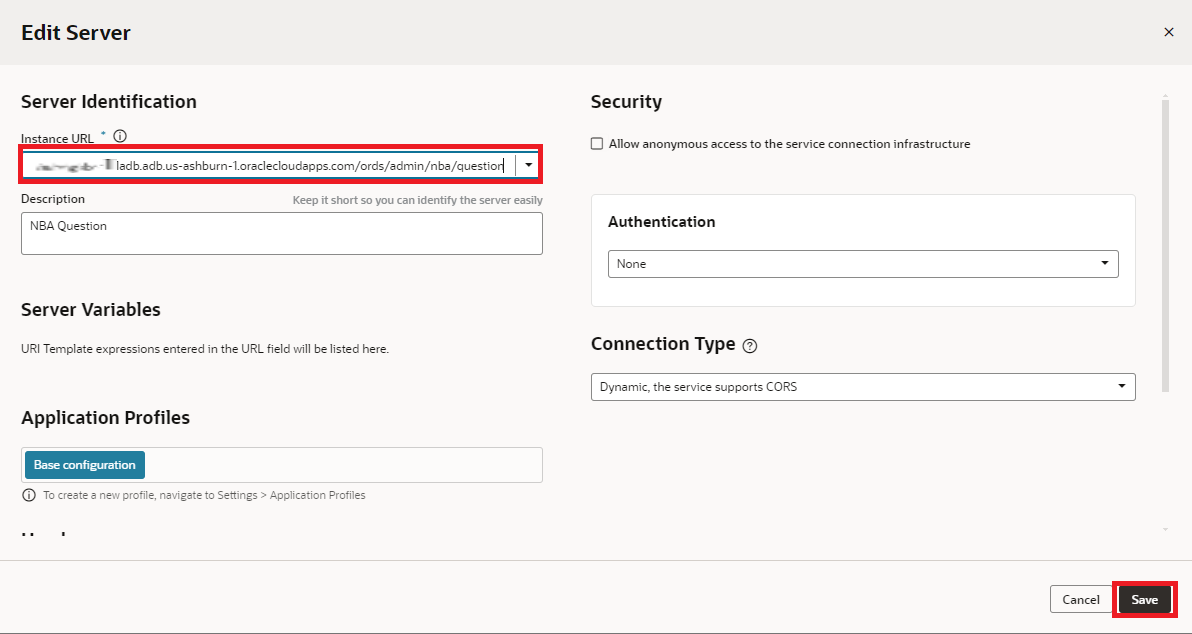 Edit Server
Server Identification
Instance URL *
ladb.adb.us-ashburn-1.oraclecloudapps.com/ords/admin/nba/question
Description
Keep it short so you can identify the server easily
NBA Question
Server Variables
URI Template expressions entered in the URL field will be listed here.
Application Profiles
Base configuration
To create a new profile, navigate to Settings > Application Profiles
Security
Allow anonymous access to the service connection infrastructure
Authentication
None
Connection Type
Dynamic, the service supports CORS
Cancel
Save